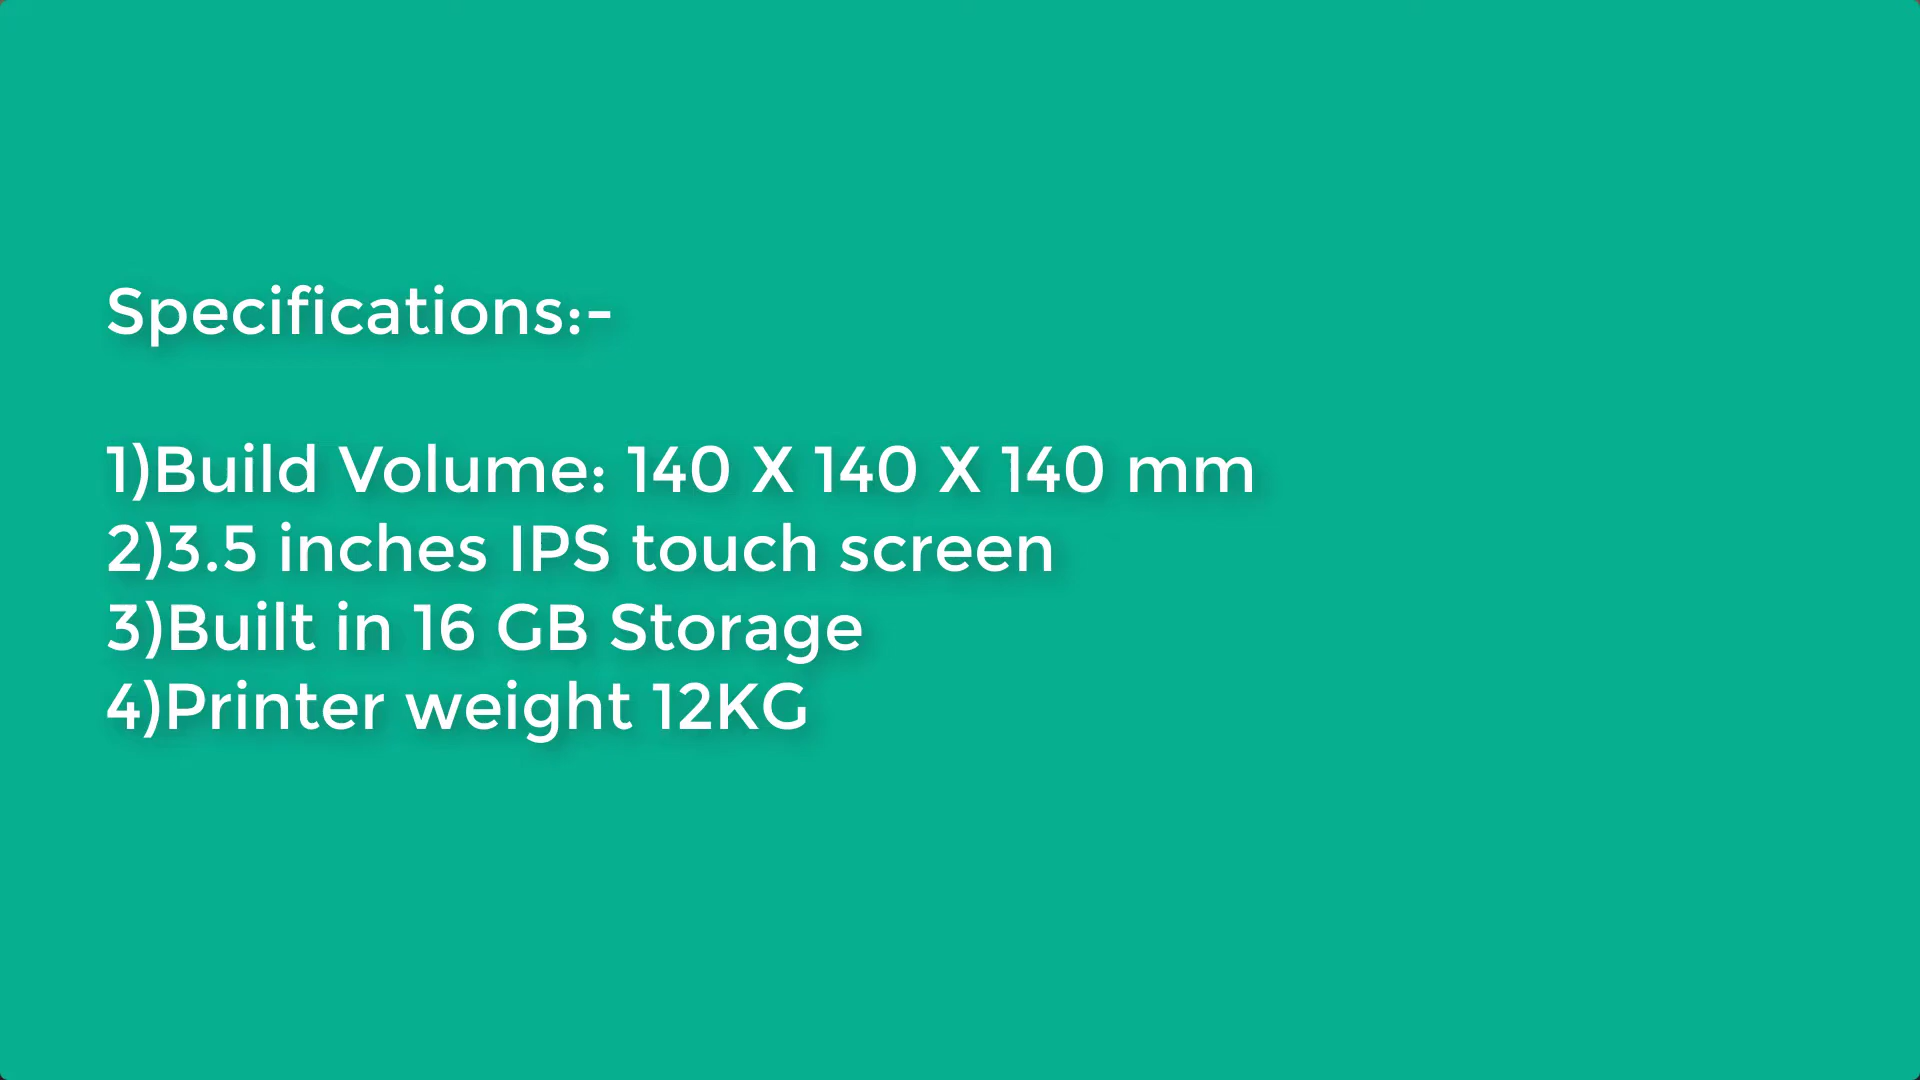 Specifications:-
1)Build Volume: 140 X 140 X 140 mm
2)3.5 inches IPS touch screen
3)Built in 16 GB Storage
4)Printer weight 12KG